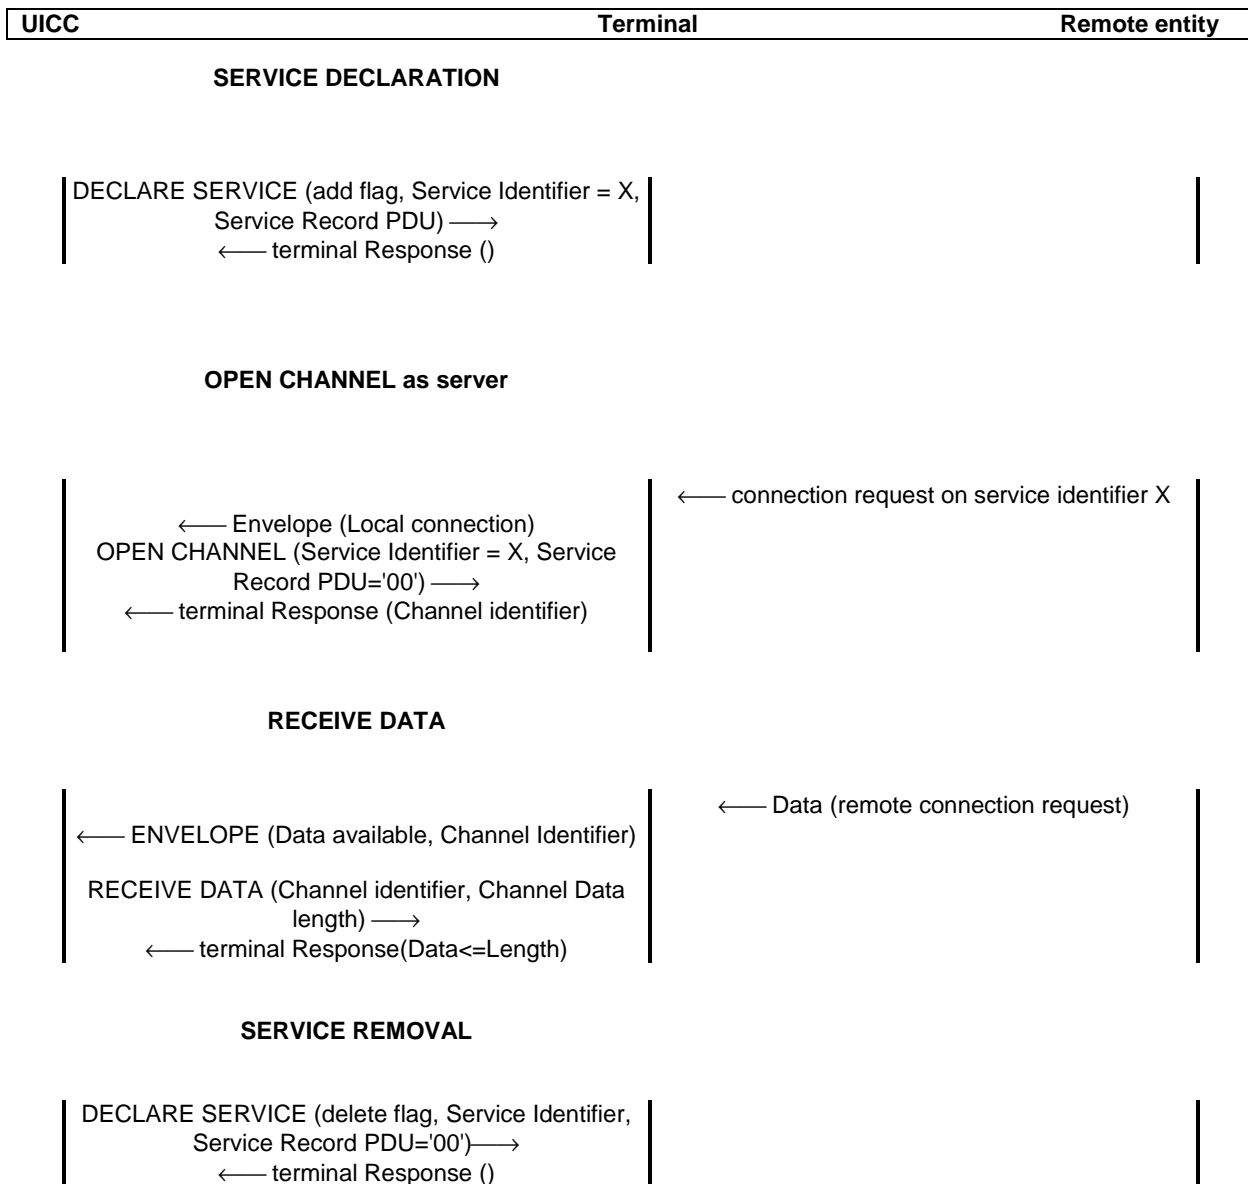 UICC Terminal Remote entity
SERVICE DECLARATION
DECLARE SERVICE (add flag, Service Identifier = X,
Service Record PDU) ⟶
⟵ terminal Response ()
OPEN CHANNEL as server
⟵ connection request on service identifier X
⟵ Envelope (Local connection)
OPEN CHANNEL (Service Identifier = X, Service
Record PDU='00') ⟶
⟵ terminal Response (Channel identifier)
RECEIVE DATA
⟵ Data (remote connection request)
⟵ ENVELOPE (Data available, Channel Identifier)
RECEIVE DATA (Channel identifier, Channel Data
length) ⟶
⟵ terminal Response(Data<=Length)
SERVICE REMOVAL
DECLARE SERVICE (delete flag, Service Identifier,
Service Record PDU='00')⟶
⟵ terminal Response ()